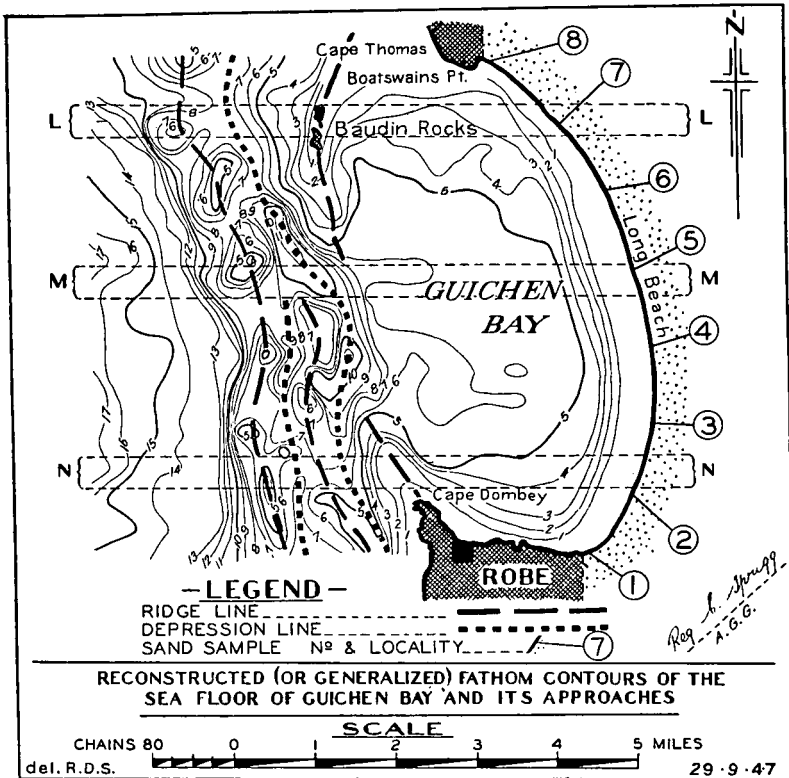 Cape Thomas
Boatswains Pt.
Baudin Rocks
L
L
M
M
N
N
N
GUICHEN
BAY
Long Beach
Cape Dombey
ROBE
8
7
6
5
4
3
2
1
—LEGEND—
RIDGE LINE
DEPRESSION LINE
SAND SAMPLE Nº & LOCALITY 7
Reg C. Sprigg
A.G.G.
RECONSTRUCTED (OR GENERALIZED) FATHOM CONTOURS OF THE
SEA FLOOR OF GUICHEN BAY AND ITS APPROACHES
SCALE
CHAINS 80 0 1 2 3 4 5 MILES
del. R.D.S. 29·9·47